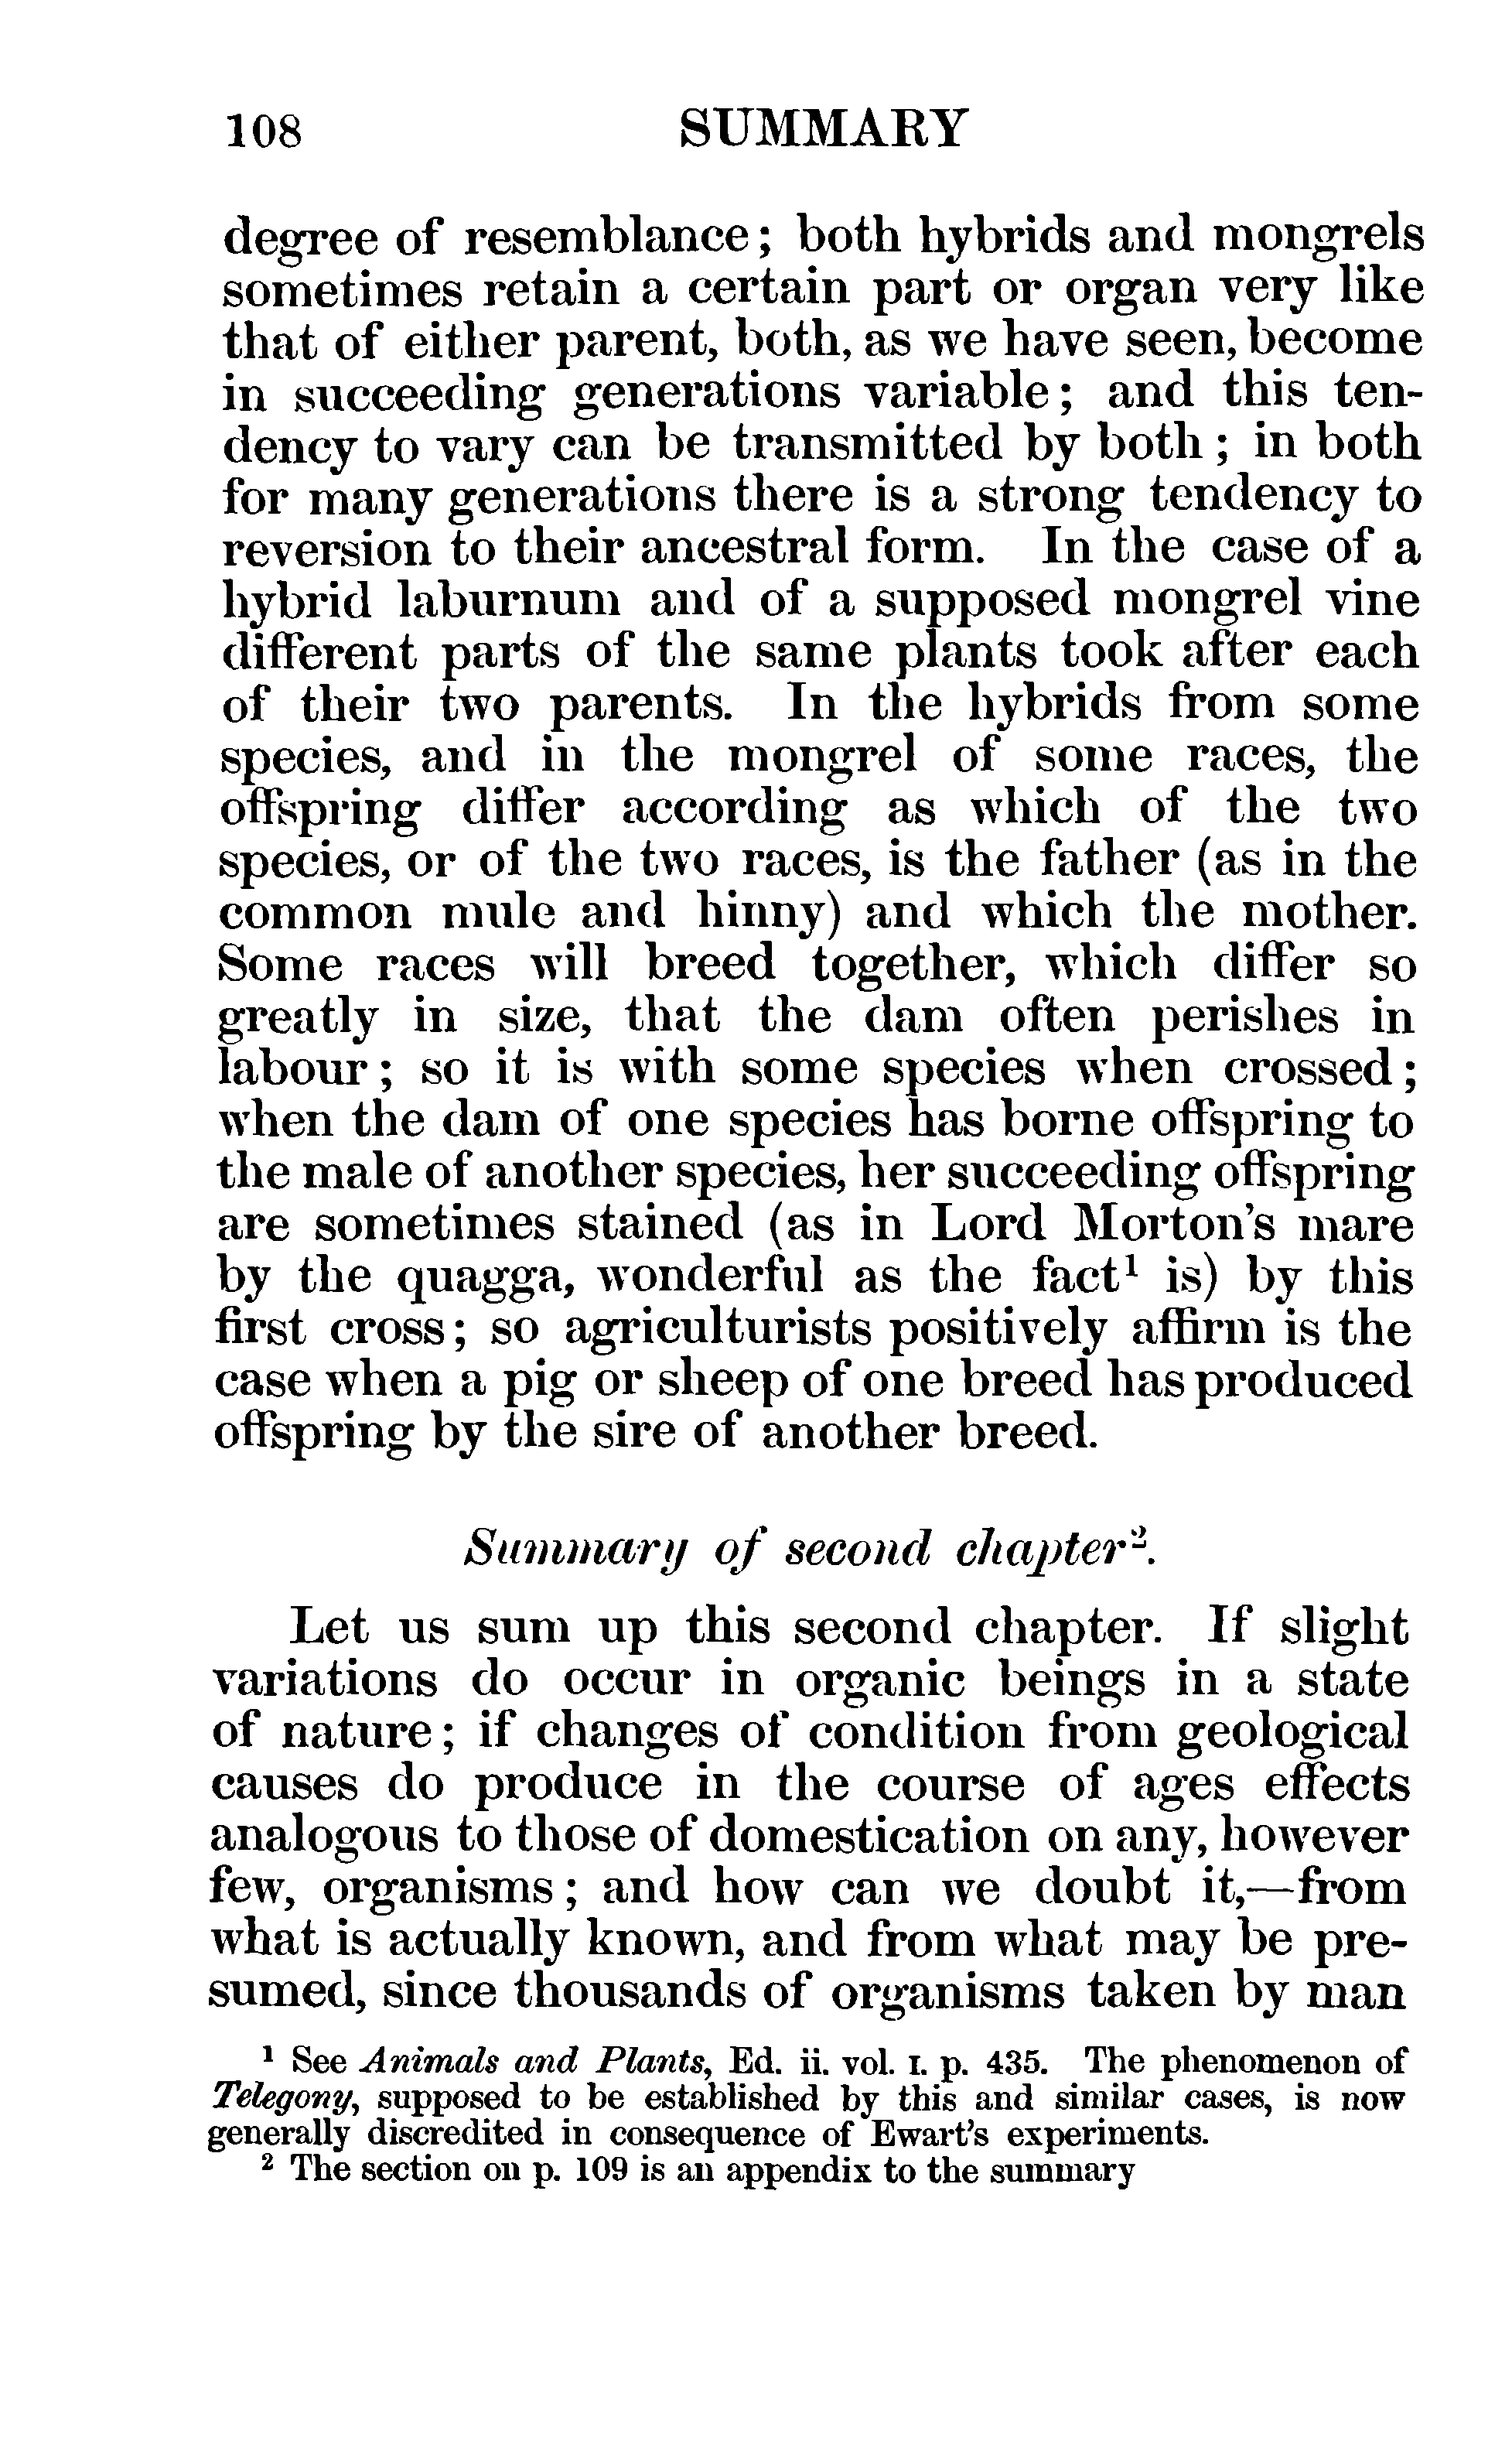 108 SUMMARY
degree of resemblance; both hybrids and mongrels
sometimes retain a certain part or organ very like
that of either parent, both, as we have seen, become
in succeeding generations variable; and this ten-
dency to vary can be transmitted by both; in both
for many generations there is a strong tendency to
reversion to their ancestral form. In the case of a
hybrid laburnum and of a supposed mongrel vine
different parts of the same plants took after each
of their two parents. In the hybrids from some
species, and in the mongrel of some races, the
offspring differ according as which of the two
species, or of the two races, is the father (as in the
common mule and hinny) and which the mother.
Some races will breed together, which differ so
greatly in size, that the dam often perishes in
labour; so it is with some species when crossed;
when the dam of one species has borne offspring to
the male of another species, her succeeding offspring
are sometimes stained (as in Lord Morton's mare
by the quagga, wonderful as the fact¹ is) by this
first cross; so agriculturists positively affirm is the
case when a pig or sheep of one breed has produced
offspring by the sire of another breed.
Summary of second chapter².
Let us sum up this second chapter. If slight
variations do occur in organic beings in a state
of nature; if changes of condition from geological
causes do produce in the course of ages effects
analogous to those of domestication on any, however
few, organisms; and how can we doubt it,—from
what is actually known, and from what may be pre-
sumed, since thousands of organisms taken by man
¹ See Animals and Plants, Ed. ii. vol. I. p. 435. The phenomenon of
Telegony, supposed to be established by this and similar cases, is now
generally discredited in consequence of Ewart's experiments.
² The section on p. 109 is an appendix to the summary